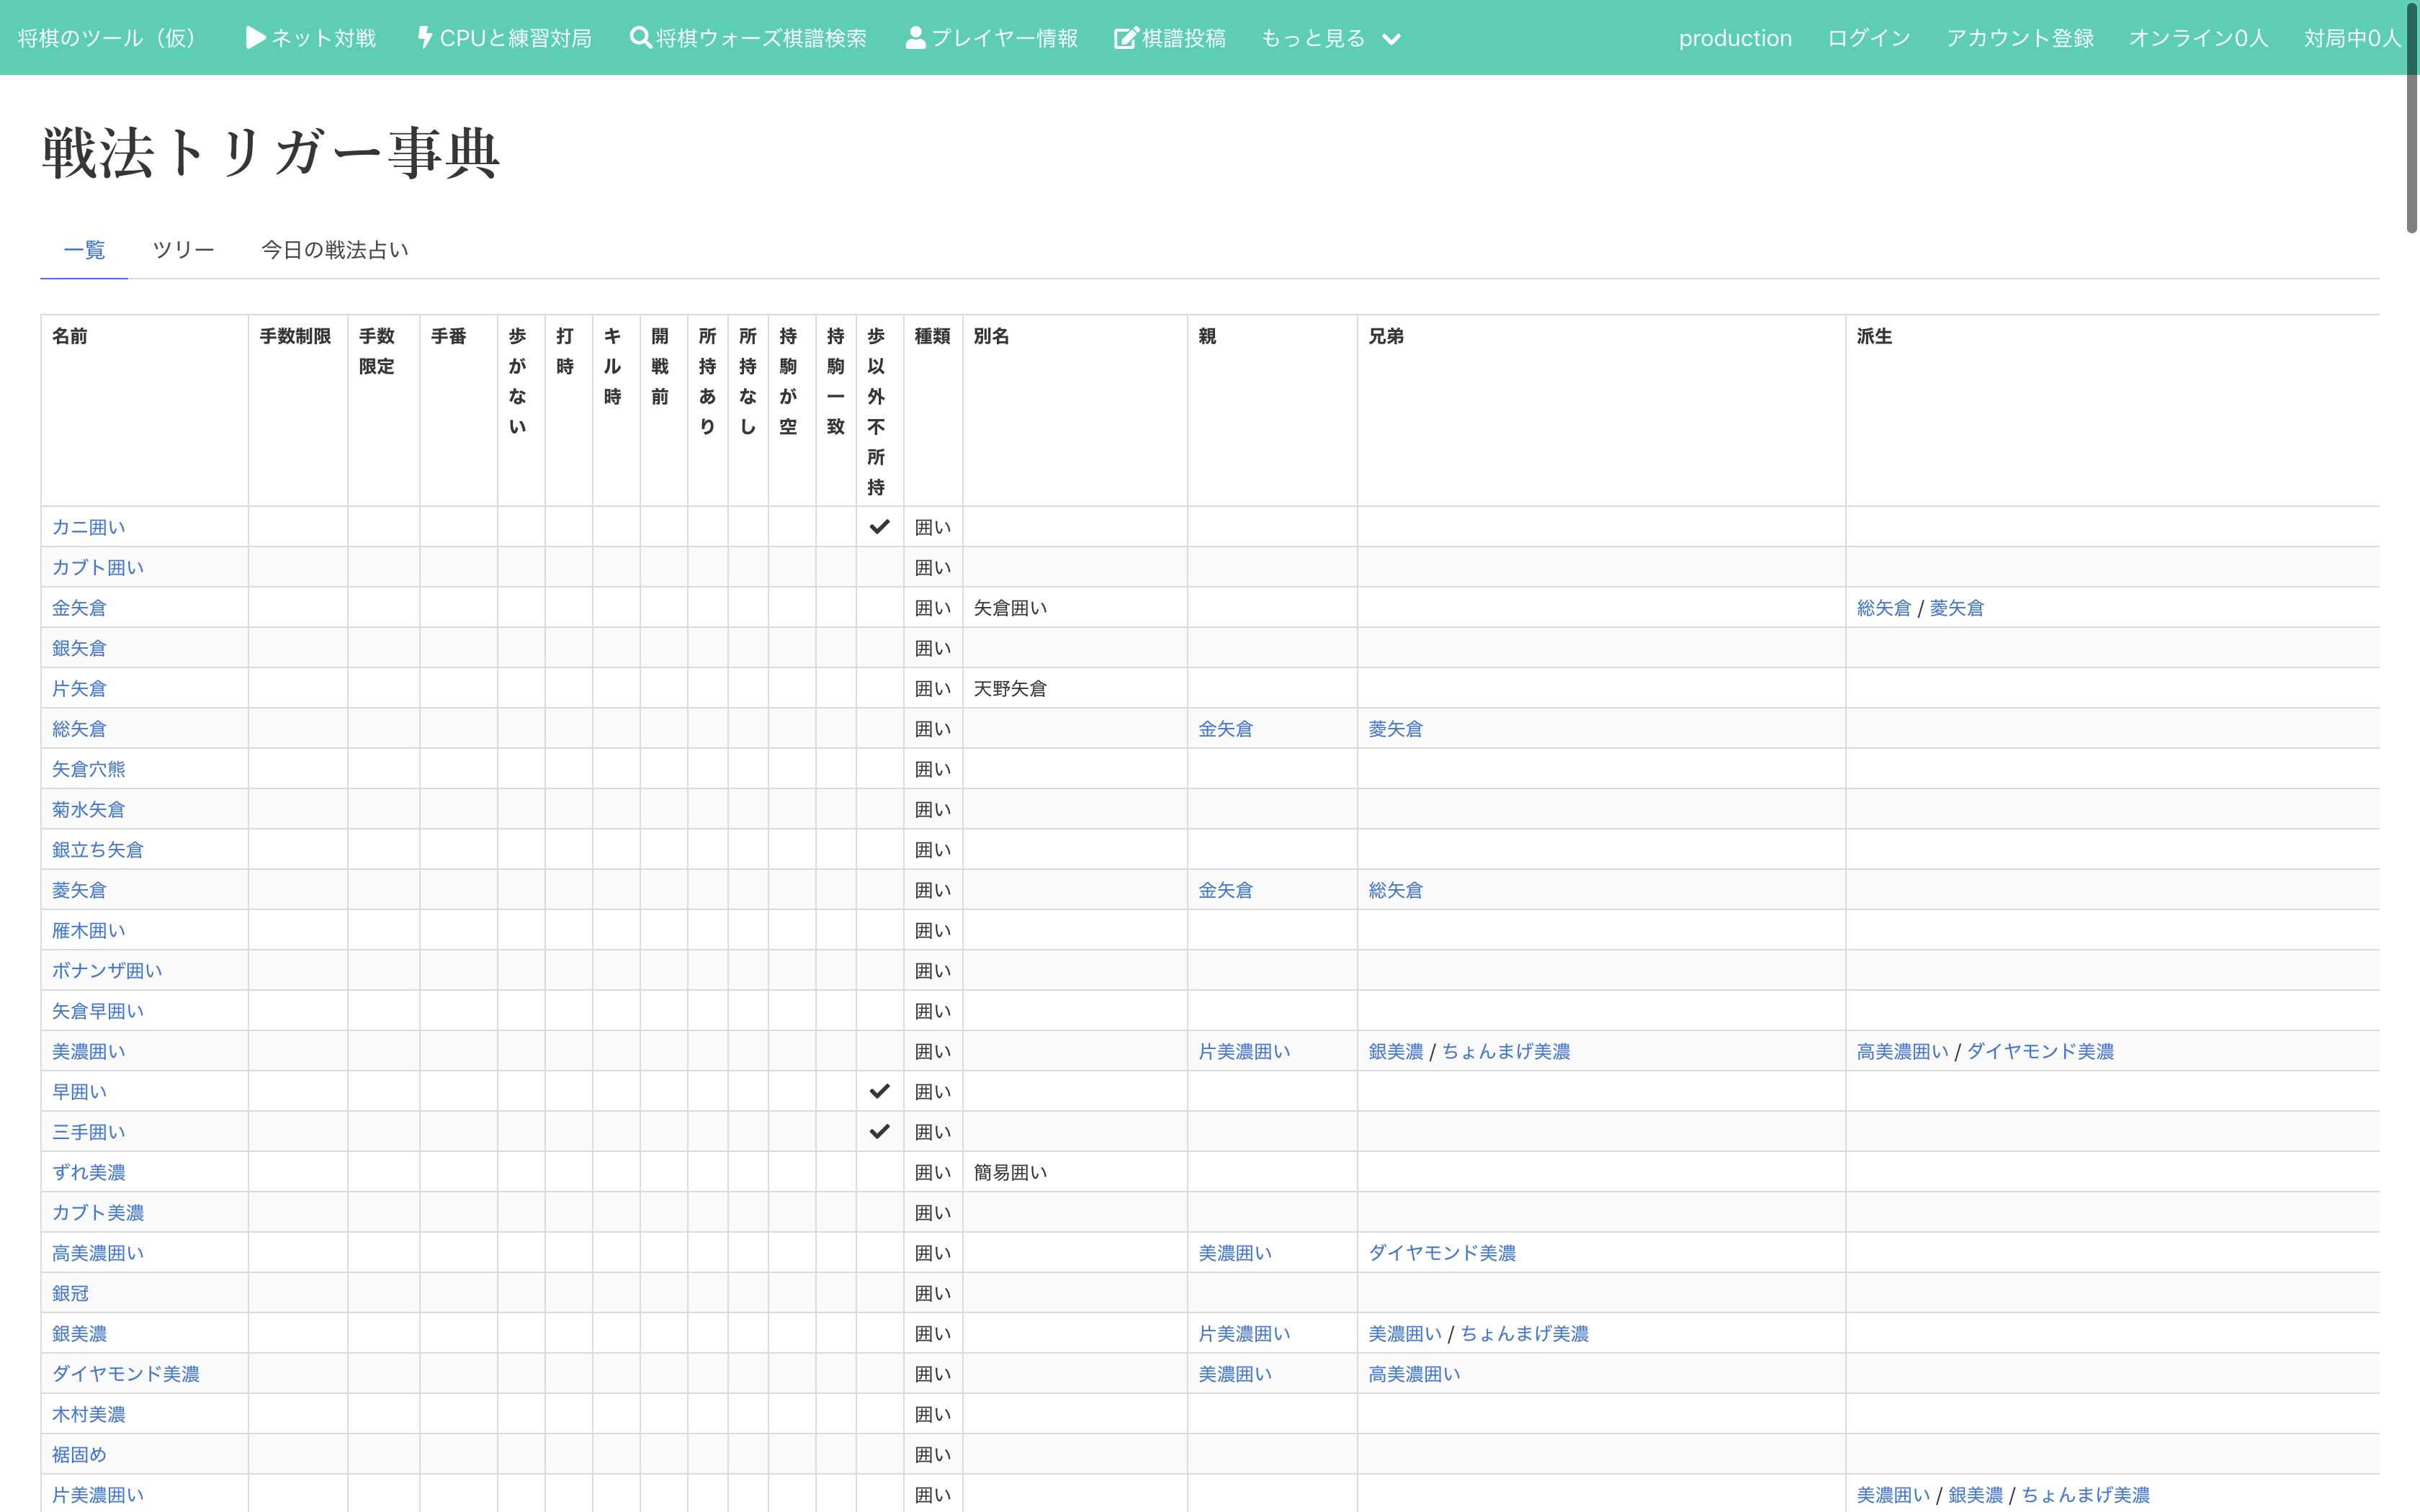 将棋のツール（仮） ネット対戦 CPUと練習対局 将棋ウォーズ棋譜検索 プレイヤー情報 棋譜投稿 もっと見る production ログイン アカウント登録 オンライン0人 対局中0人
戦法トリガー事典
一覧 ツリー 今日の戦法占い
名前 手数制限 手数限定 手番 歩がない 打時 キル時 開戦前 所持あり 所持なし 持駒が空 持駒一致 歩以外不所持 種類 別名 親 兄弟 派生
カニ囲い 囲い
カブト囲い 囲い
金矢倉 囲い 矢倉囲い 総矢倉 / 菱矢倉
銀矢倉 囲い
片矢倉 囲い 天野矢倉
総矢倉 囲い 金矢倉 菱矢倉
矢倉穴熊 囲い
菊水矢倉 囲い
銀立ち矢倉 囲い
菱矢倉 囲い 金矢倉 総矢倉
雁木囲い 囲い
ボナンザ囲い 囲い
矢倉早囲い 囲い
美濃囲い 囲い 片美濃囲い 銀美濃 / ちょんまげ美濃 高美濃囲い / ダイヤモンド美濃
早囲い 囲い
三手囲い 囲い
ずれ美濃 囲い 簡易囲い
カブト美濃 囲い
高美濃囲い 囲い 美濃囲い ダイヤモンド美濃
銀冠 囲い
銀美濃 囲い 片美濃囲い 美濃囲い / ちょんまげ美濃
ダイヤモンド美濃 囲い 美濃囲い 高美濃囲い
木村美濃 囲い
裾固め 囲い
片美濃囲い 囲い 美濃囲い / 銀美濃 / ちょんまげ美濃